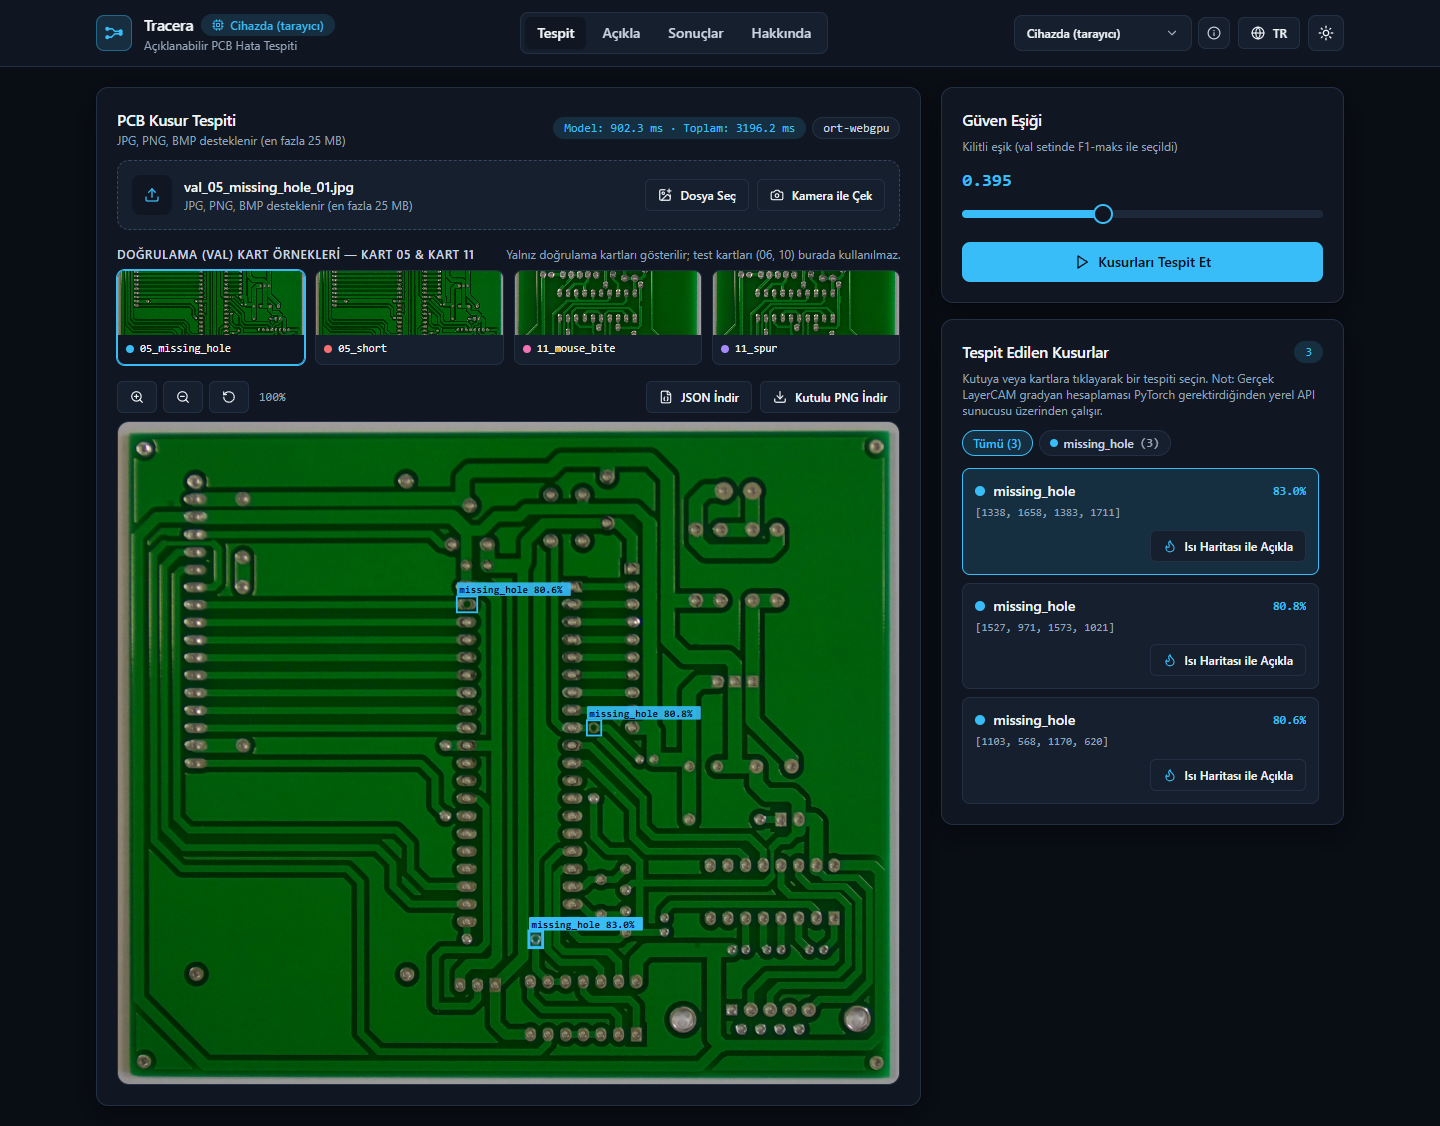 Tracera
Cihazda (tarayıcı)
Açıklanabilir PCB Hata Tespiti
Tespit
Açıkla
Sonuçlar
Hakkında
Cihazda (tarayıcı)
TR
PCB Kusur Tespiti
JPG, PNG, BMP desteklenir (en fazla 25 MB)
Model: 902.3 ms · Toplam: 3196.2 ms
ort-webgpu
val_05_missing_hole_01.jpg
JPG, PNG, BMP desteklenir (en fazla 25 MB)
Dosya Seç
Kamera ile Çek
DOĞRULAMA (VAL) KART ÖRNEKLERİ — KART 05 & KART 11
Yalnız doğrulama kartları gösterilir; test kartları (06, 10) burada kullanılmaz.
05_missing_hole
05_short
11_mouse_bite
11_spur
100%
JSON İndir
Kutulu PNG İndir
missing_hole 80.6%
missing_hole 80.8%
missing_hole 83.0%
Güven Eşiği
Kilitli eşik (val setinde F1-maks ile seçildi)
0.395
Kusurları Tespit Et
Tespit Edilen Kusurlar
3
Kutuya veya kartlara tıklayarak bir tespiti seçin. Not: Gerçek
LayerCAM gradyan hesaplaması PyTorch gerektirdiğinden yerel API
sunucusu üzerinden çalışır.
Tümü (3)
missing_hole (3)
missing_hole
83.0%
[1338, 1658, 1383, 1711]
Isı Haritası ile Açıkla
missing_hole
80.8%
[1527, 971, 1573, 1021]
Isı Haritası ile Açıkla
missing_hole
80.6%
[1103, 568, 1170, 620]
Isı Haritası ile Açıkla